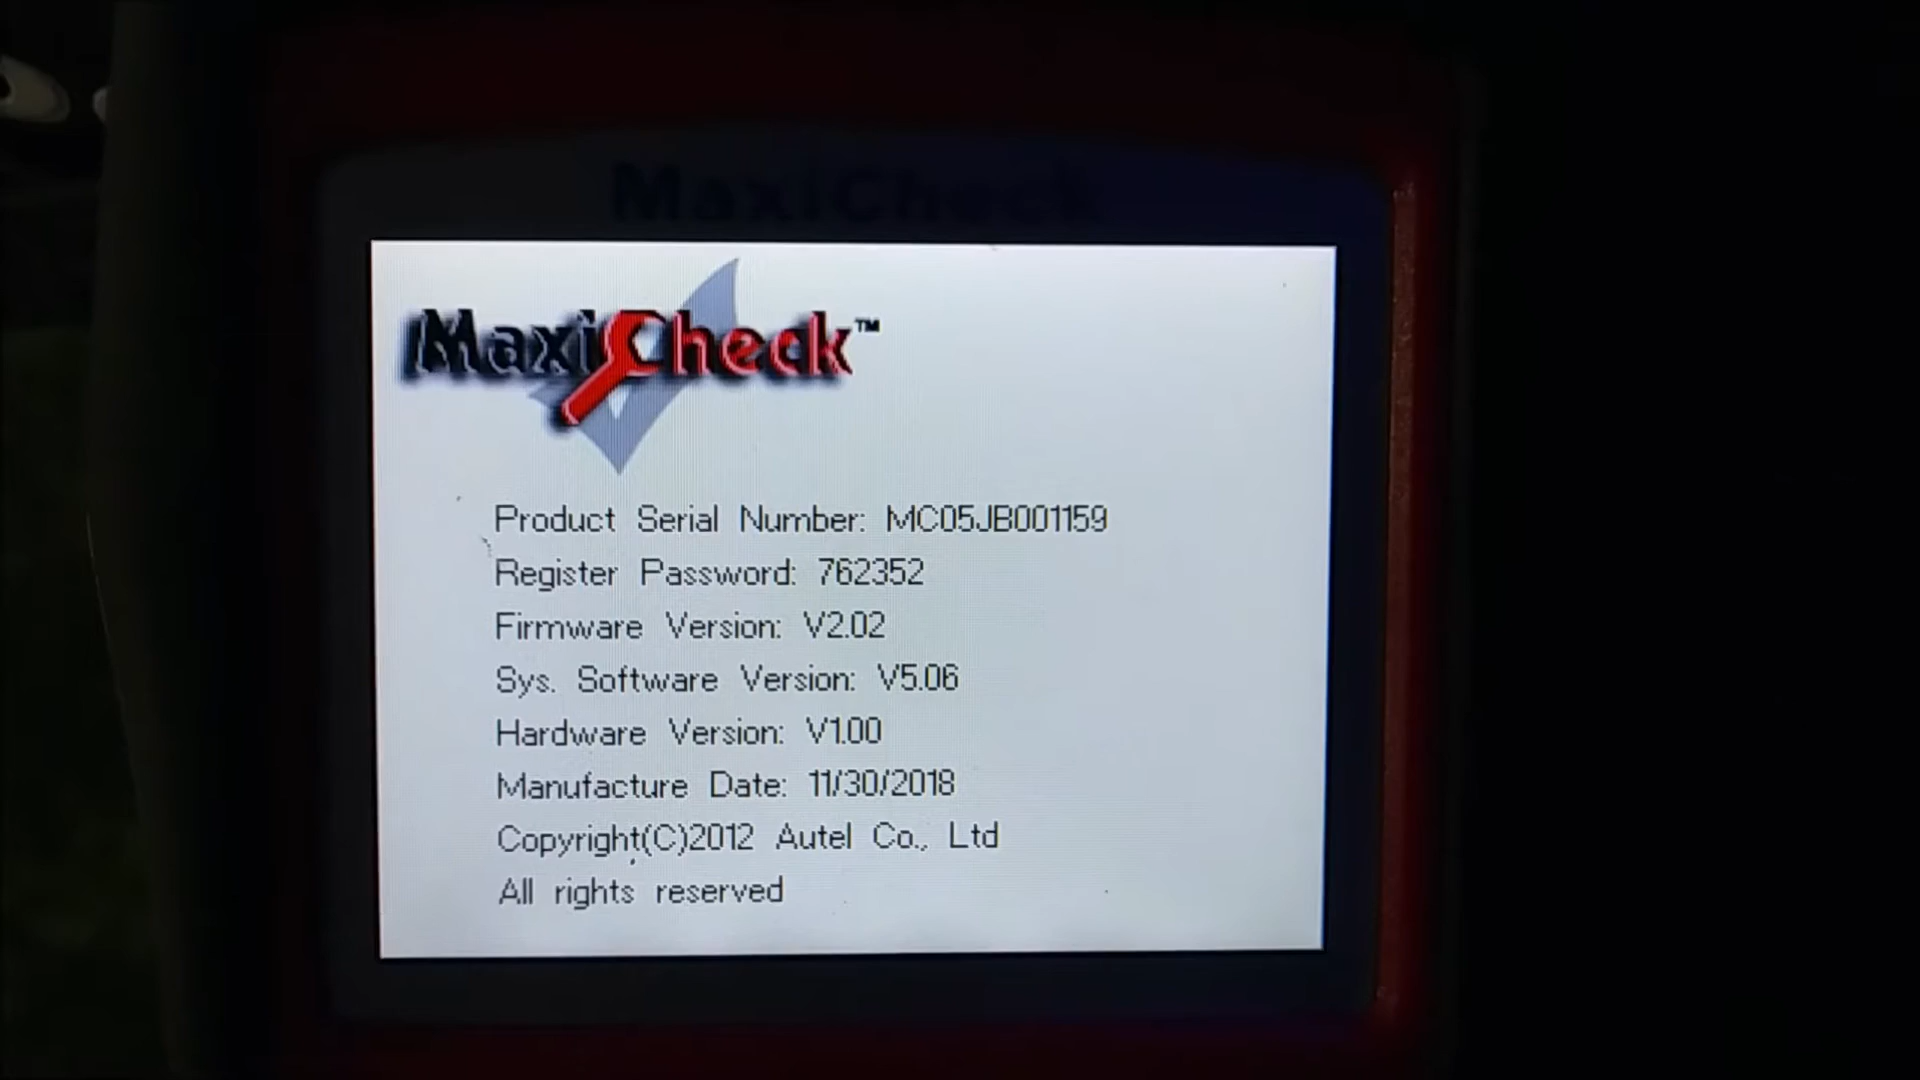 MaxiCheck
MaxiCheck™
Product Serial Number: MC05JB001159
Register Password: 762352
Firmware Version: V2.02
Sys. Software Version: V5.06
Hardware Version: V1.00
Manufacture Date: 11/30/2018
Copyright(C)2012 Autel Co., Ltd
All rights reserved